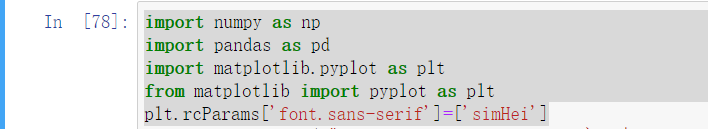 In [78]:
import numpy as np
import pandas as pd
import matplotlib.pyplot as plt
from matplotlib import pyplot as plt
plt.rcParams['font.sans-serif']=['simHei']